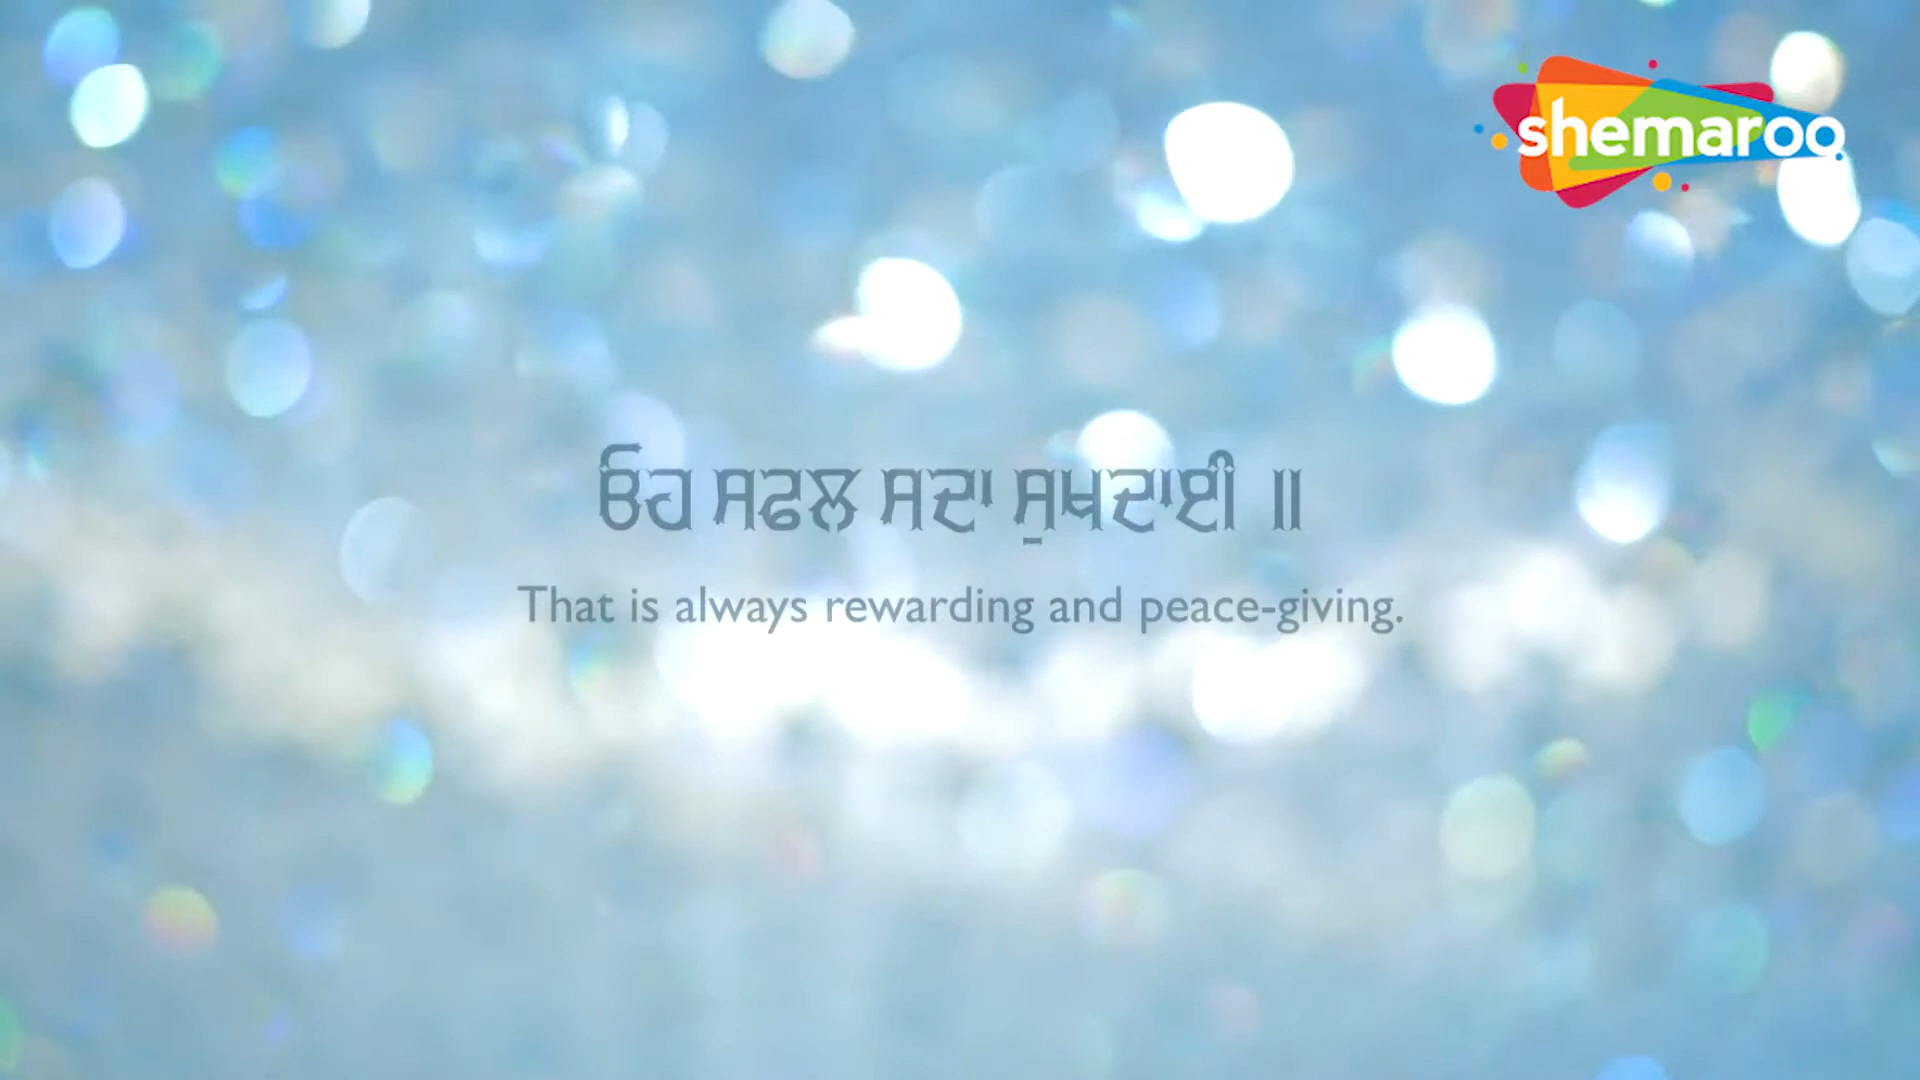 shemaroo
ਓਹ ਸਫਲ ਸਦਾ ਸੁਖਦਾਈ ॥
That is always rewarding and peace-giving.